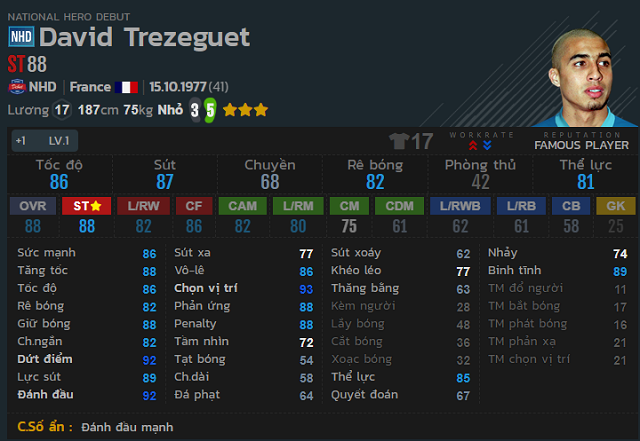 NATIONAL HERO DEBUT
NHD David Trezeguet
ST 88
NHD France 15.10.1977(41)
Lương 17 187cm 75kg Nhỏ 3 5
+1 LV.1 17 WORKRATE REPUTATION FAMOUS PLAYER
Tốc độ Sút Chuyền Rê bóng Phòng thủ Thể lực
86 87 68 82 42 81
OVR ST L/RW CF CAM L/RM CM CDM L/RWB L/RB CB GK
88 88 82 86 82 80 75 61 62 61 58 25
Sức mạnh 86 Sút xa 77 Sút xoáy 62 Nhảy 74
Tăng tốc 88 Vô-lê 86 Khéo léo 77 Bình tĩnh 89
Tốc độ 86 Chọn vị trí 93 Thăng bằng 63 TM đổ người 11
Rê bóng 82 Phản ứng 88 Kèm người 28 TM bắt bóng 17
Giữ bóng 88 Penalty 88 Lấy bóng 48 TM phát bóng 16
Ch.ngắn 82 Tầm nhìn 72 Cắt bóng 36 TM phản xạ 21
Dứt điểm 92 Tạt bóng 54 Xoạc bóng 32 TM chọn vị trí 21
Lực sút 89 Ch.dài 58 Thể lực 85
Đánh đầu 92 Đá phạt 64 Quyết đoán 67
C.Số ẩn : Đánh đầu mạnh